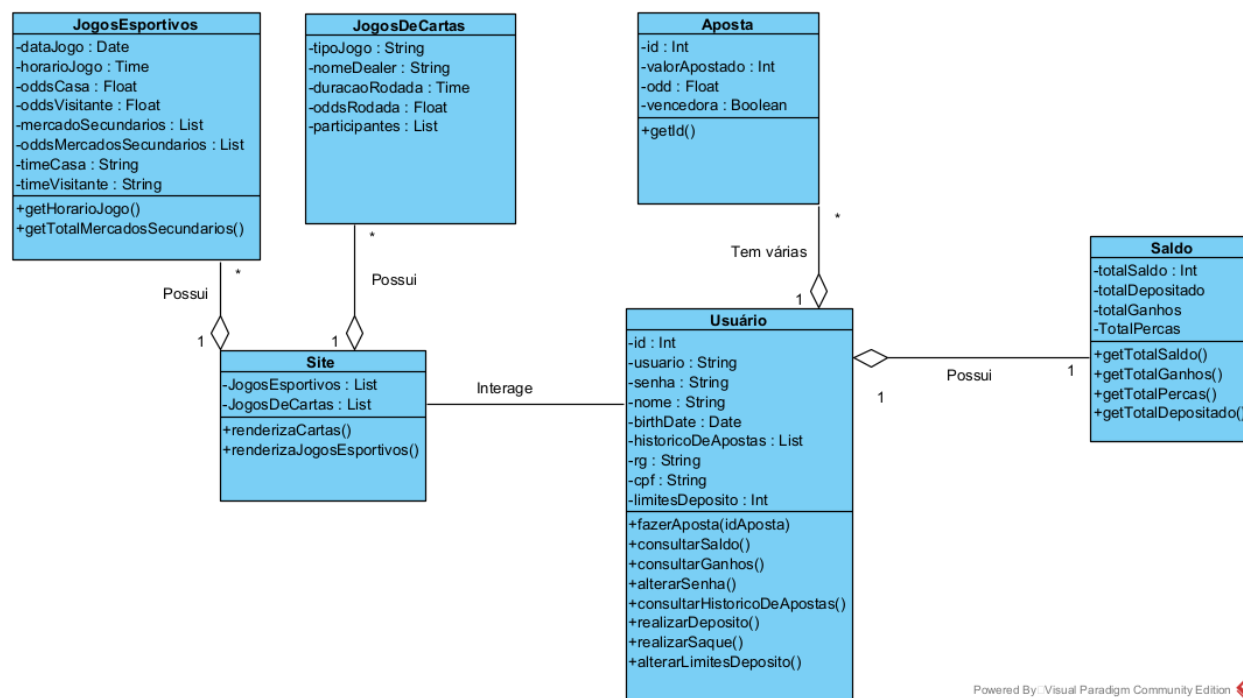 JogosEsportivos
-dataJogo : Date
-horarioJogo : Time
-oddsCasa : Float
-oddsVisitante : Float
-mercadoSecundarios : List
-oddsMercadosSecundarios : List
-timeCasa : String
-timeVisitante : String
+getHorarioJogo()
+getTotalMercadosSecundarios()
JogosDeCartas
-tipoJogo : String
-nomeDealer : String
-duracaoRodada : Time
-oddsRodada : Float
-participantes : List
Aposta
-id : Int
-valorApostado : Int
-odd : Float
-vencedora : Boolean
+getId()
*
Possui
1
*
Possui
1
*
Tem várias
1
Saldo
-totalSaldo : Int
-totalDepositado
-totalGanhos
-TotalPercas
+getTotalSaldo()
+getTotalGanhos()
+getTotalPercas()
+getTotalDepositado()
Site
-JogosEsportivos : List
-JogosDeCartas : List
+renderizaCartas()
+renderizaJogosEsportivos()
Interage
Usuário
-id : Int
-usuario : String
-senha : String
-nome : String
-birthDate : Date
-historicoDeApostas : List
-rg : String
-cpf : String
-limitesDeposito : Int
+fazerAposta(idAposta)
+consultarSaldo()
+consultarGanhos()
+alterarSenha()
+consultarHistoricoDeApostas()
+realizarDeposito()
+realizarSaque()
+alterarLimitesDeposito()
1
Possui
1
Powered By Visual Paradigm Community Edition